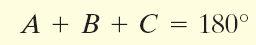 A + B + C = 180°